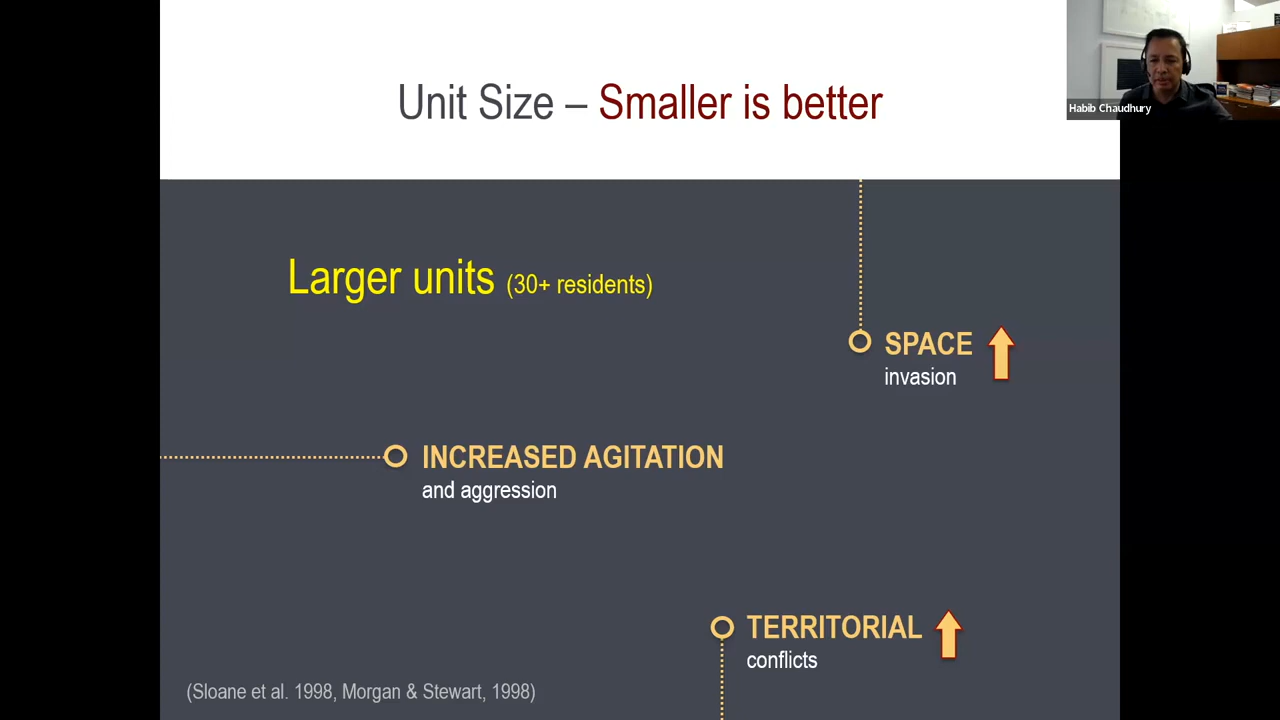 Unit Size – Smaller is better
Habib Chaudhury
Larger units (30+ residents)
SPACE
invasion
INCREASED AGITATION
and aggression
TERRITORIAL
conflicts
(Sloane et al. 1998, Morgan & Stewart, 1998)